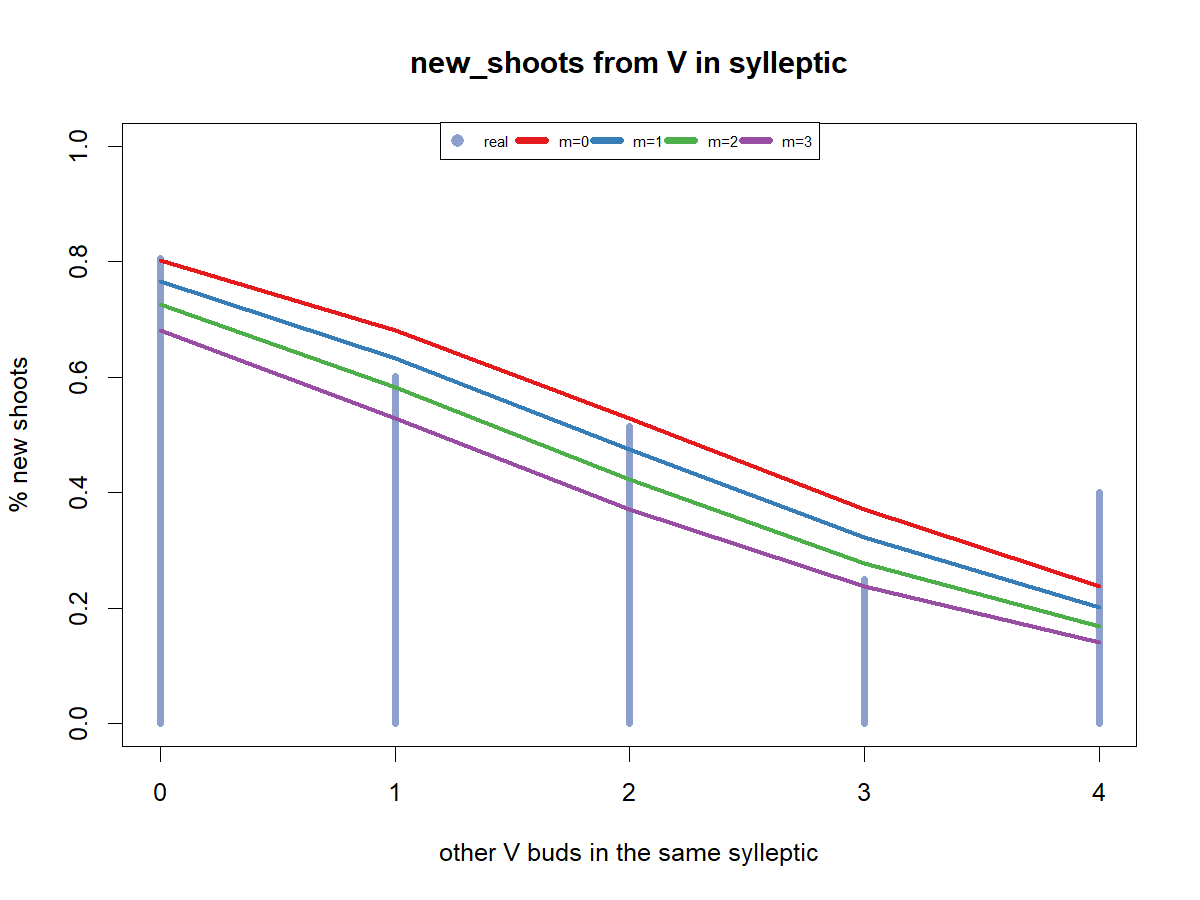 new_shoots from V in sylleptic
real m=0 m=1 m=2 m=3
1.0
0.8
0.6
0.4
0.2
0.0
% new shoots
0 1 2 3 4
other V buds in the same sylleptic